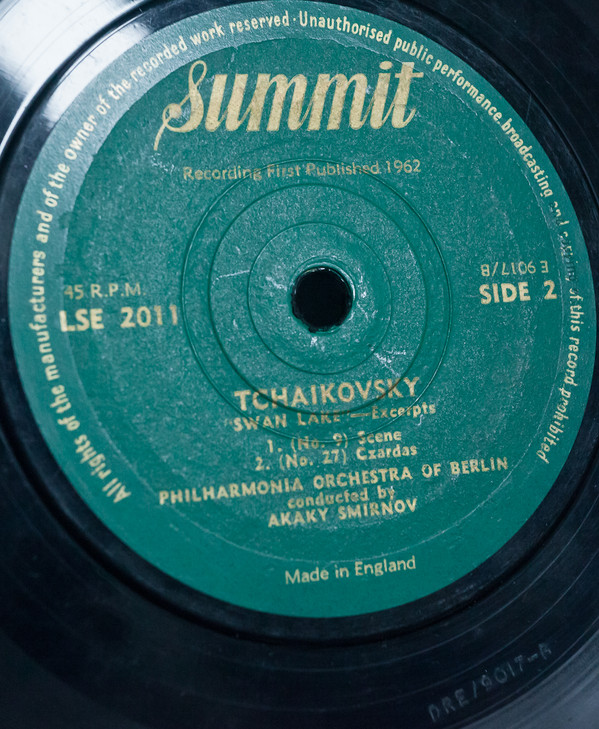 All rights of the manufacturers and of the owner of the recorded work reserved · Unauthorised public performance, broadcasting and copying of this record prohibited
Summit
Recording First Published 1962
45 R.P.M.
LSE 2011
E 9017/B
SIDE 2
TCHAIKOVSKY
"SWAN LAKE"—Excerpts
1. (No. 9) Scene
2. (No. 27) Czardas
PHILHARMONIA ORCHESTRA OF BERLIN
conducted by
AKAKY SMIRNOV
Made in England